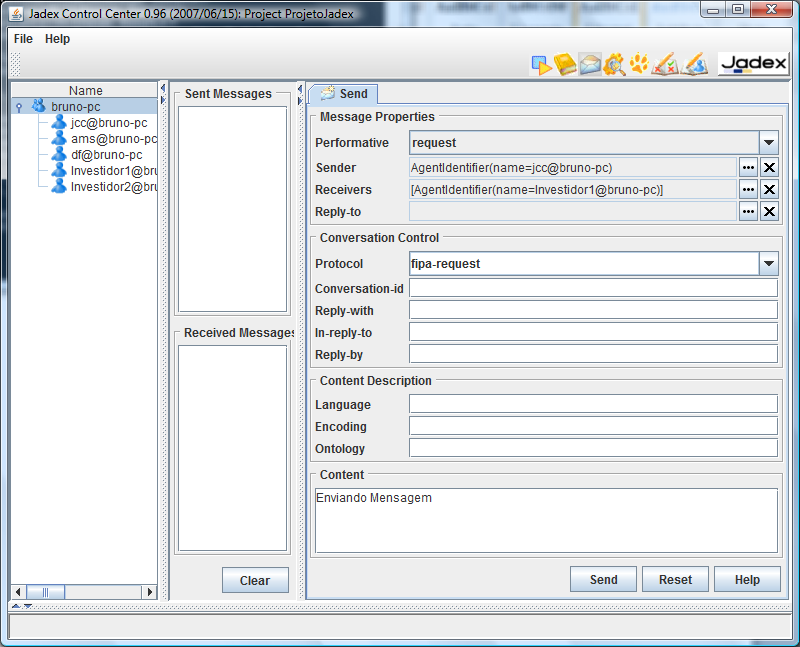 Jadex Control Center 0.96 (2007/06/15): Project ProjetoJadex
File Help
Jadex
Name
bruno-pc
jcc@bruno-pc
ams@bruno-pc
df@bruno-pc
Investidor1@bru
Investidor2@bru
Sent Messages
Received Messages
Clear
Send
Message Properties
Performative request
Sender AgentIdentifier(name=jcc@bruno-pc)
Receivers [AgentIdentifier(name=Investidor1@bruno-pc)]
Reply-to
Conversation Control
Protocol fipa-request
Conversation-id
Reply-with
In-reply-to
Reply-by
Content Description
Language
Encoding
Ontology
Content
Enviando Mensagem
Send Reset Help